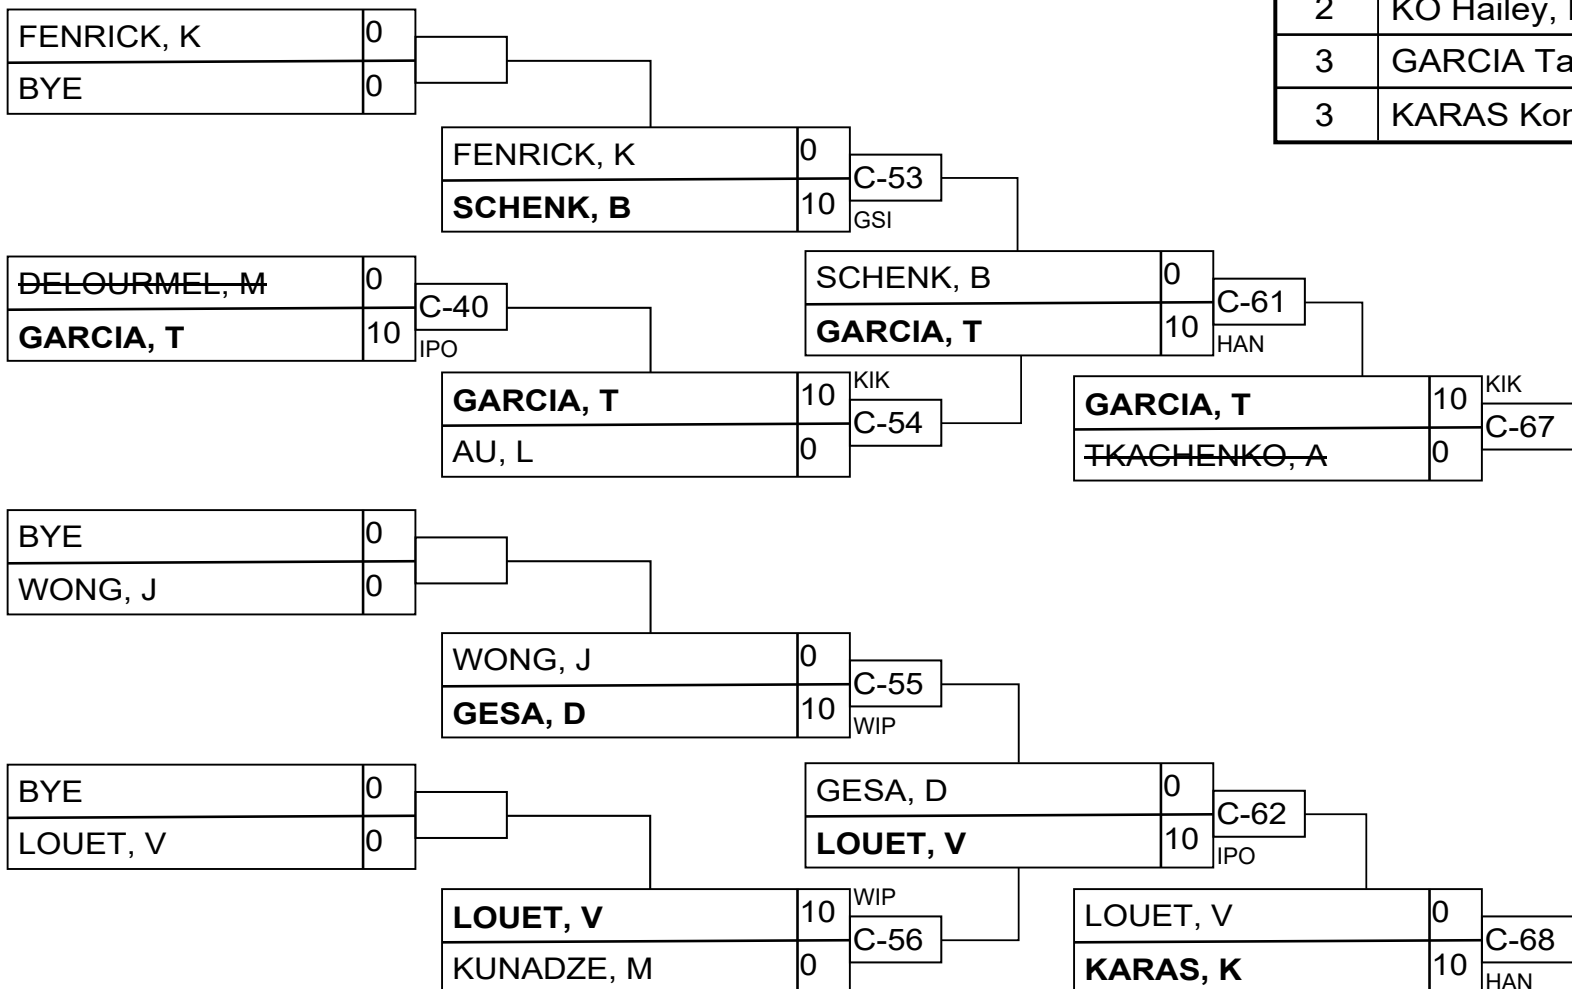 FENRICK, K 0
BYE 0
2 KO Hailey,
3 GARCIA Ta
3 KARAS Kor
FENRICK, K 0
SCHENK, B 10
C-53
GSI
DELOURMEL, M 0
GARCIA, T 10
C-40
IPO
SCHENK, B 0
GARCIA, T 10
C-61
HAN
GARCIA, T 10
AU, L 0
KIK
C-54
GARCIA, T 10
TKACHENKO, A 0
KIK
C-67
BYE 0
WONG, J 0
WONG, J 0
GESA, D 10
C-55
WIP
BYE 0
LOUET, V 0
GESA, D 0
LOUET, V 10
C-62
IPO
LOUET, V 10
KUNADZE, M 0
WIP
C-56
LOUET, V 0
KARAS, K 10
C-68
HAN